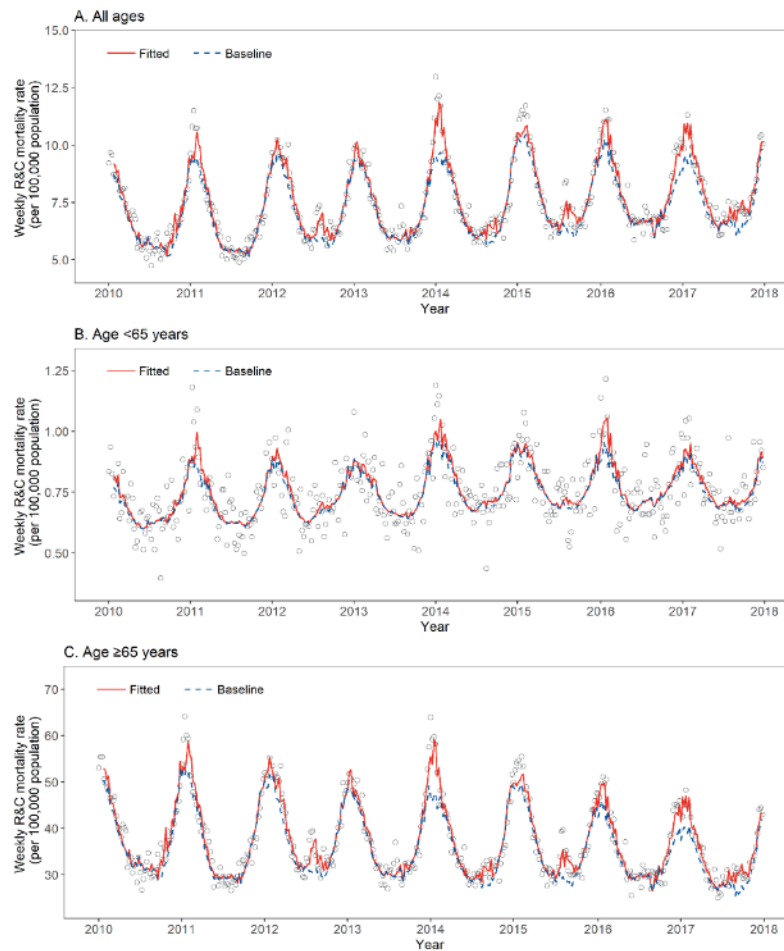 A. All ages
Fitted Baseline
Weekly R&C mortality rate
(per 100,000 population)
15.0
12.5
10.0
7.5
5.0
2010 2011 2012 2013 2014 2015 2016 2017 2018
Year
B. Age <65 years
Fitted Baseline
Weekly R&C mortality rate
(per 100,000 population)
1.25
1.00
0.75
0.50
2010 2011 2012 2013 2014 2015 2016 2017 2018
Year
C. Age ≥65 years
Fitted Baseline
Weekly R&C mortality rate
(per 100,000 population)
70
60
50
40
30
2010 2011 2012 2013 2014 2015 2016 2017 2018
Year